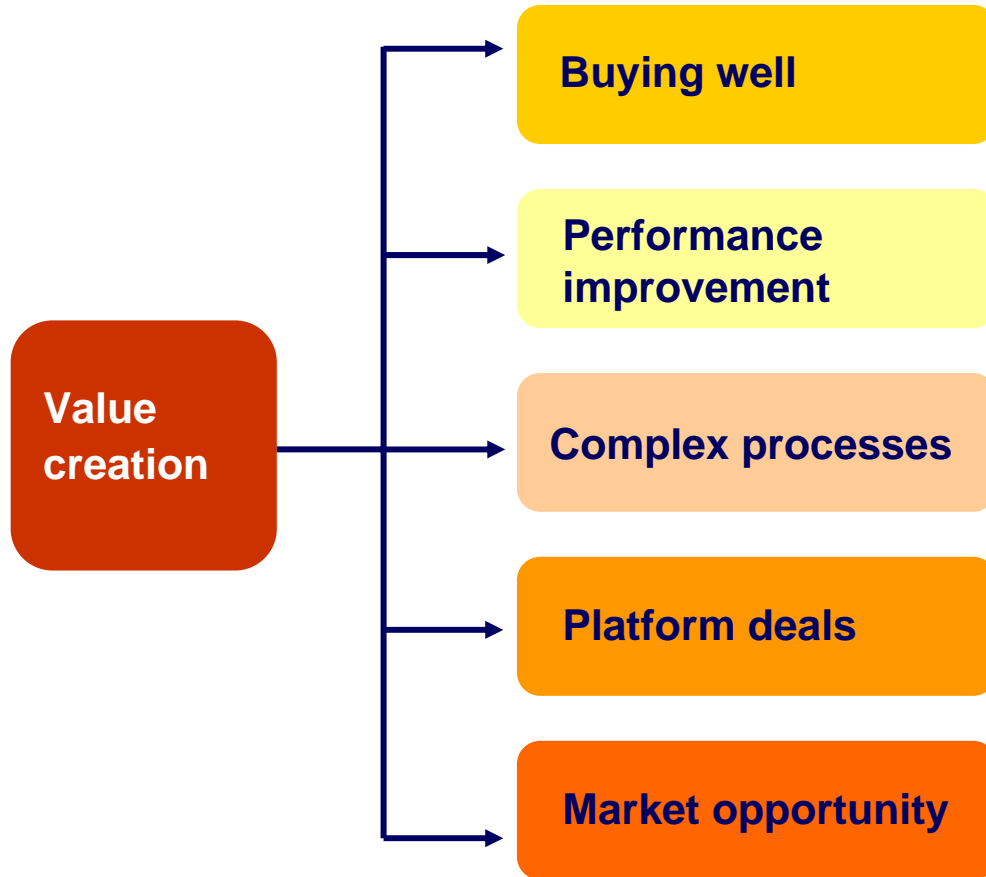 Buying well
Performance
improvement
Value
creation
Complex processes
Platform deals
Market opportunity